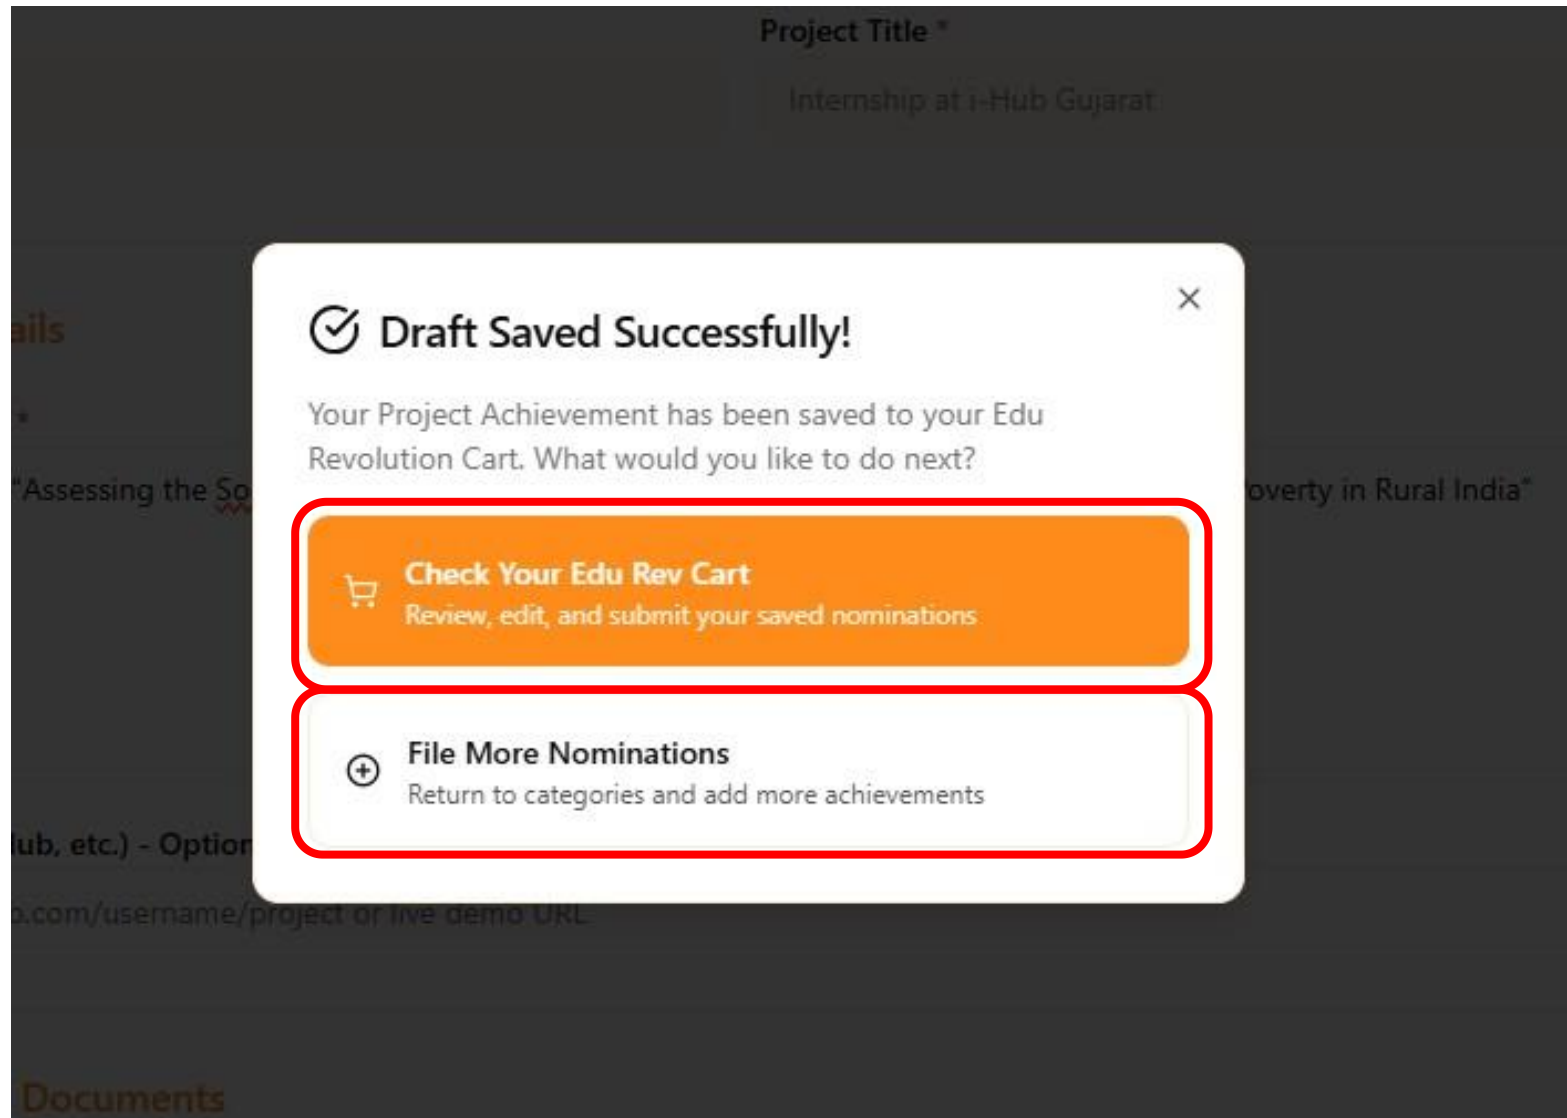 Project Title *
Internship at i-Hub Gujarat
ails
*
Draft Saved Successfully!
Your Project Achievement has been saved to your Edu
Revolution Cart. What would you like to do next?
"Assessing the So
overty in Rural India"
Check Your Edu Rev Cart
Review, edit, and submit your saved nominations
File More Nominations
Return to categories and add more achievements
lub, etc.) - Option
o.com/username/project or live demo URL
Documents